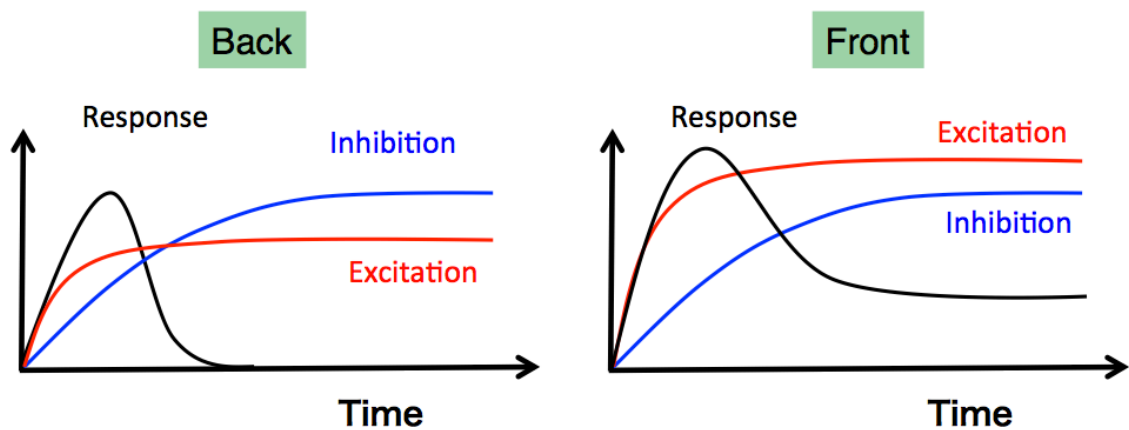 Back
Response
Inhibition
Excitation
Time
Front
Response
Excitation
Inhibition
Time